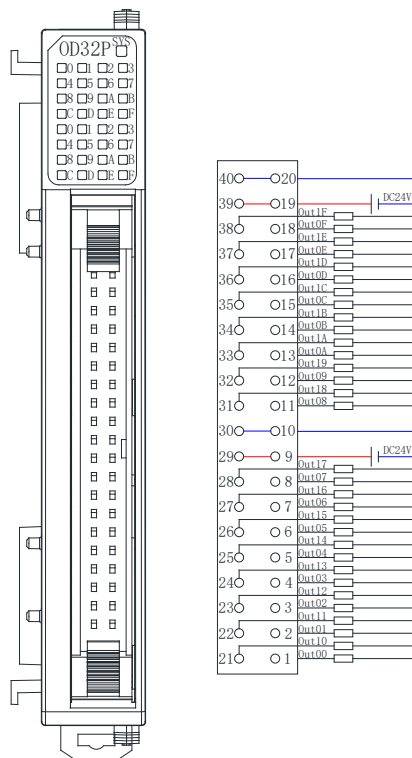 OD32P SYS
0 1 2 3
4 5 6 7
8 9 A B
C D E F
0 1 2 3
4 5 6 7
8 9 A B
C D E F
40 20
39 19 DC24V
Out1F
38 18 Out0F
Out1E
37 17 Out0E
Out1D
36 16 Out0D
Out1C
35 15 Out0C
Out1B
34 14 Out0B
Out1A
33 13 Out0A
Out19
32 12 Out09
Out18
31 11 Out08
30 10
29 9 DC24V
Out17
28 8 Out07
Out16
27 7 Out06
Out15
26 6 Out05
Out14
25 5 Out04
Out13
24 4 Out03
Out12
23 3 Out02
Out11
22 2 Out01
Out10
21 1 Out00